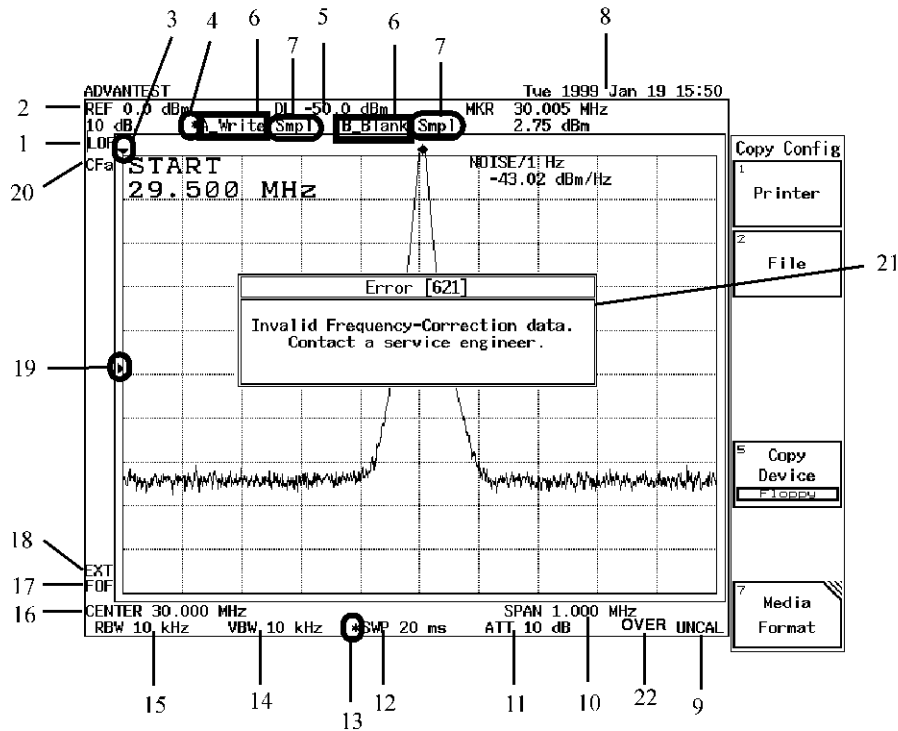 3 4 6 5 6 8
7 7
ADVANTEST Tue 1999 Jan 19 15:50
2 REF 0.0 dBm DL -50.0 dBm MKR 30.005 MHz
10 dB *A_Write Smpl B_Blank Smpl 2.75 dBm
1 LOF
20 CFa START NOISE/1 Hz
29.500 MHz -43.02 dBm/Hz
Copy Config
1 Printer
2 File
21
Error [621]
Invalid Frequency-Correction data.
Contact a service engineer.
19
5 Copy
Device
Floppy
18 EXT
17 FOF
7 Media
Format
16 CENTER 30.000 MHz SPAN 1.000 MHz
RBW 10 kHz VBW 10 kHz *SWP 20 ms ATT 10 dB OVER UNCAL
15 14 13 12 11 10 22 9